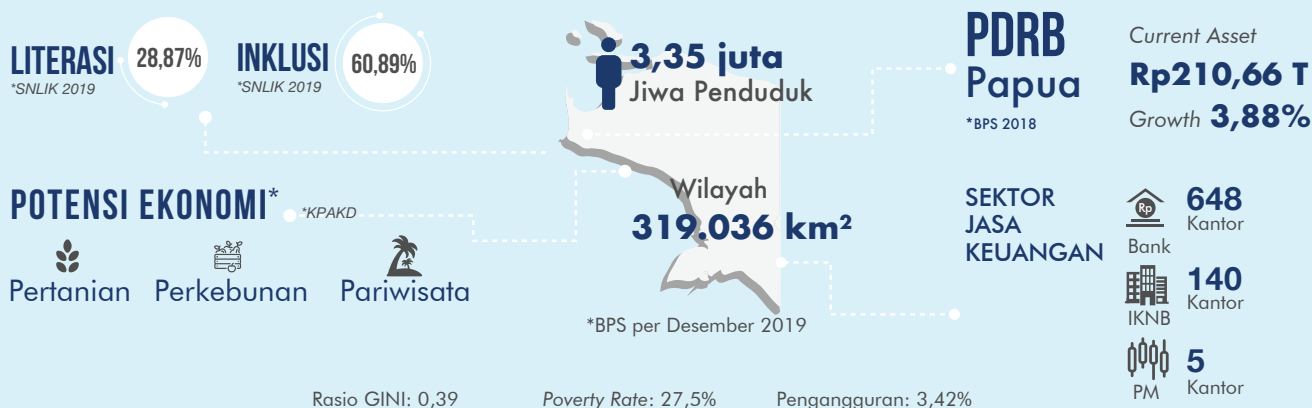 LITERASI
*SNLIK 2019
28,87%
INKLUSI
*SNLIK 2019
60,89%
3,35 juta
Jiwa Penduduk
PDRB
Papua
*BPS 2018
Current Asset
Rp210,66 T
Growth 3,88%
POTENSI EKONOMI*
*KPAKD
Pertanian
Perkebunan
Pariwisata
Wilayah
319.036 km²
*BPS per Desember 2019
SEKTOR
JASA
KEUANGAN
Rp
Bank
648
Kantor
IKNB
140
Kantor
PM
5
Kantor
Rasio GINI: 0,39
Poverty Rate: 27,5%
Pengangguran: 3,42%